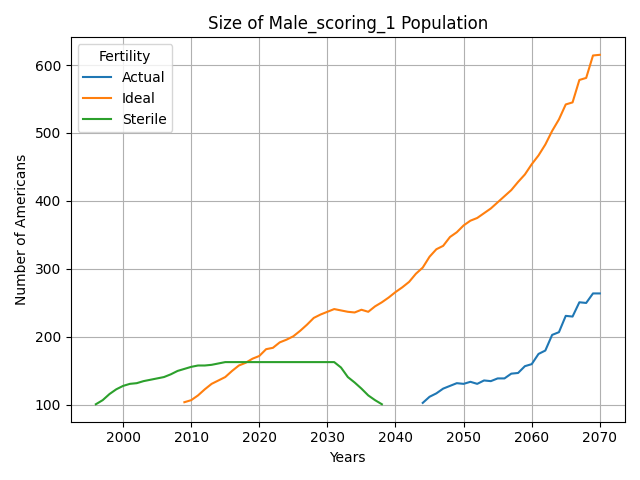 Size of Male_scoring_1 Population
Fertility
Actual
Ideal
Sterile
Number of Americans
600
500
400
300
200
100
2000
2010
2020
2030
2040
2050
2060
2070
Years